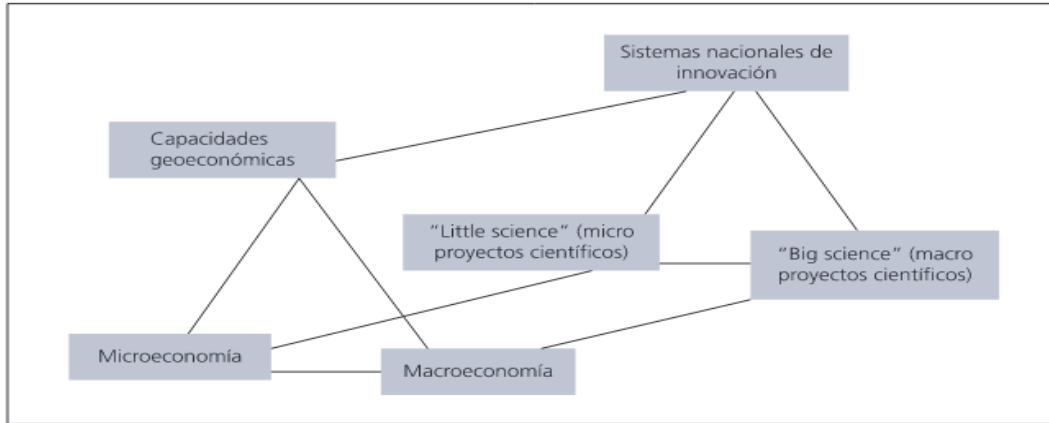 Sistemas nacionales de
innovación
Capacidades
geoeconómicas
“Little science” (micro
proyectos científicos)
“Big science” (macro
proyectos científicos)
Microeconomía
Macroeconomía